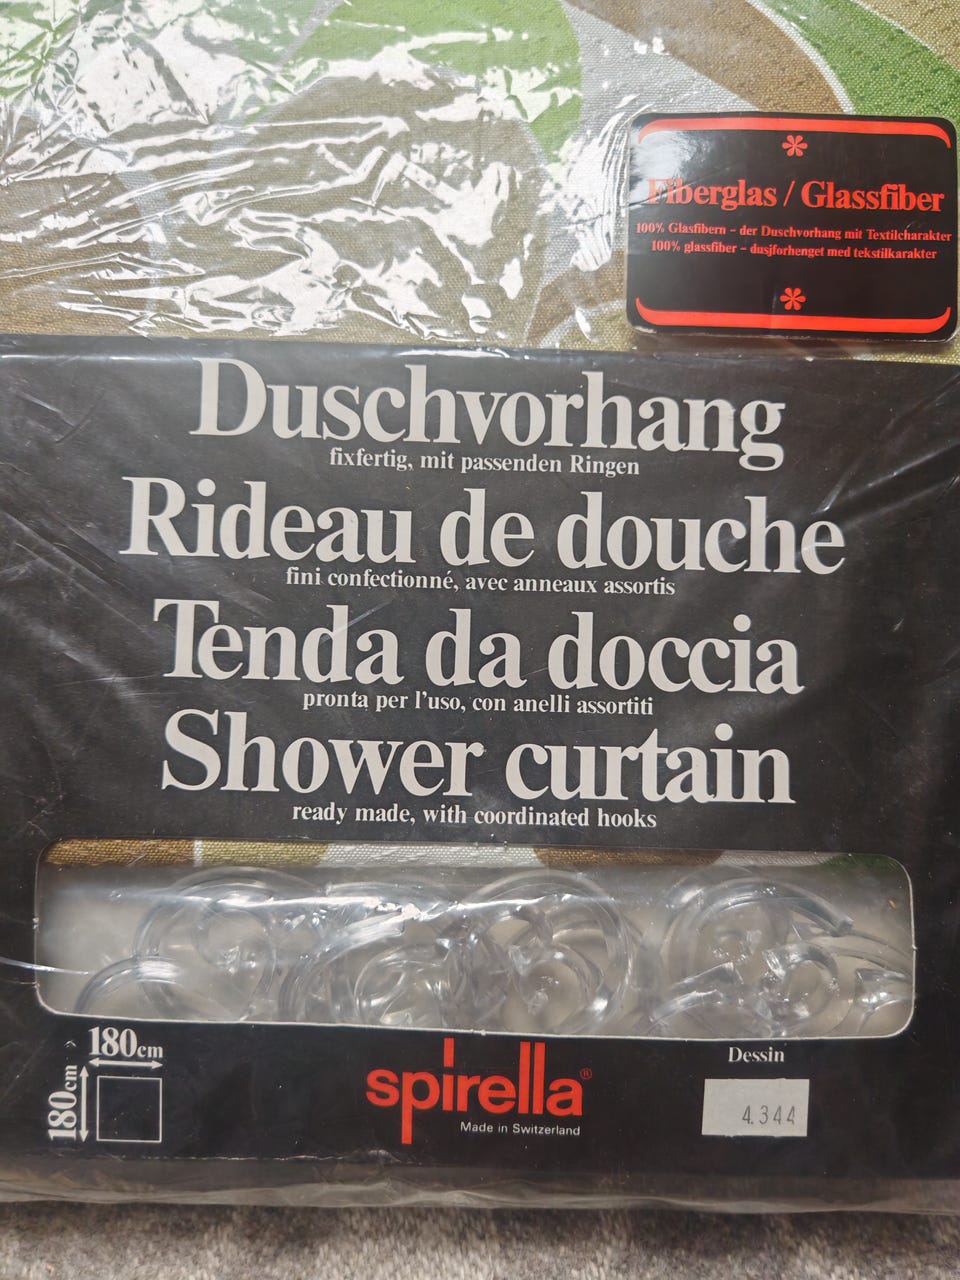 *
Fiberglas / Glassfiber
100% Glasfibern – der Duschvorhang mit Textilcharakter
100% glassfiber – dusjforhenget med tekstilkarakter
*
Duschvorhang
fixfertig, mit passenden Ringen
Rideau de douche
fini confectionné, avec anneaux assortis
Tenda da doccia
pronta per l'uso, con anelli assortiti
Shower curtain
ready made, with coordinated hooks
180cm
180cm
spirella®
Made in Switzerland
Dessin
4.344